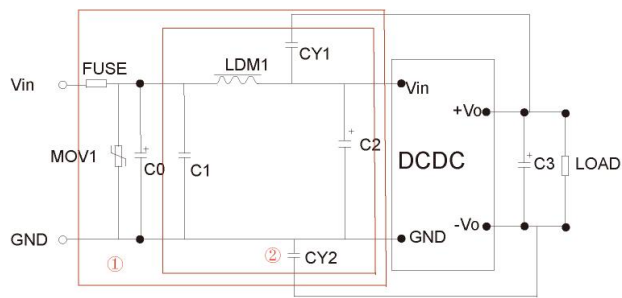 CY1
FUSE
LDM1
Vin
Vin
+Vo
MOV1
C0
C1
C2
DCDC
C3
LOAD
GND
GND
-Vo
①
②
CY2
+
+
+